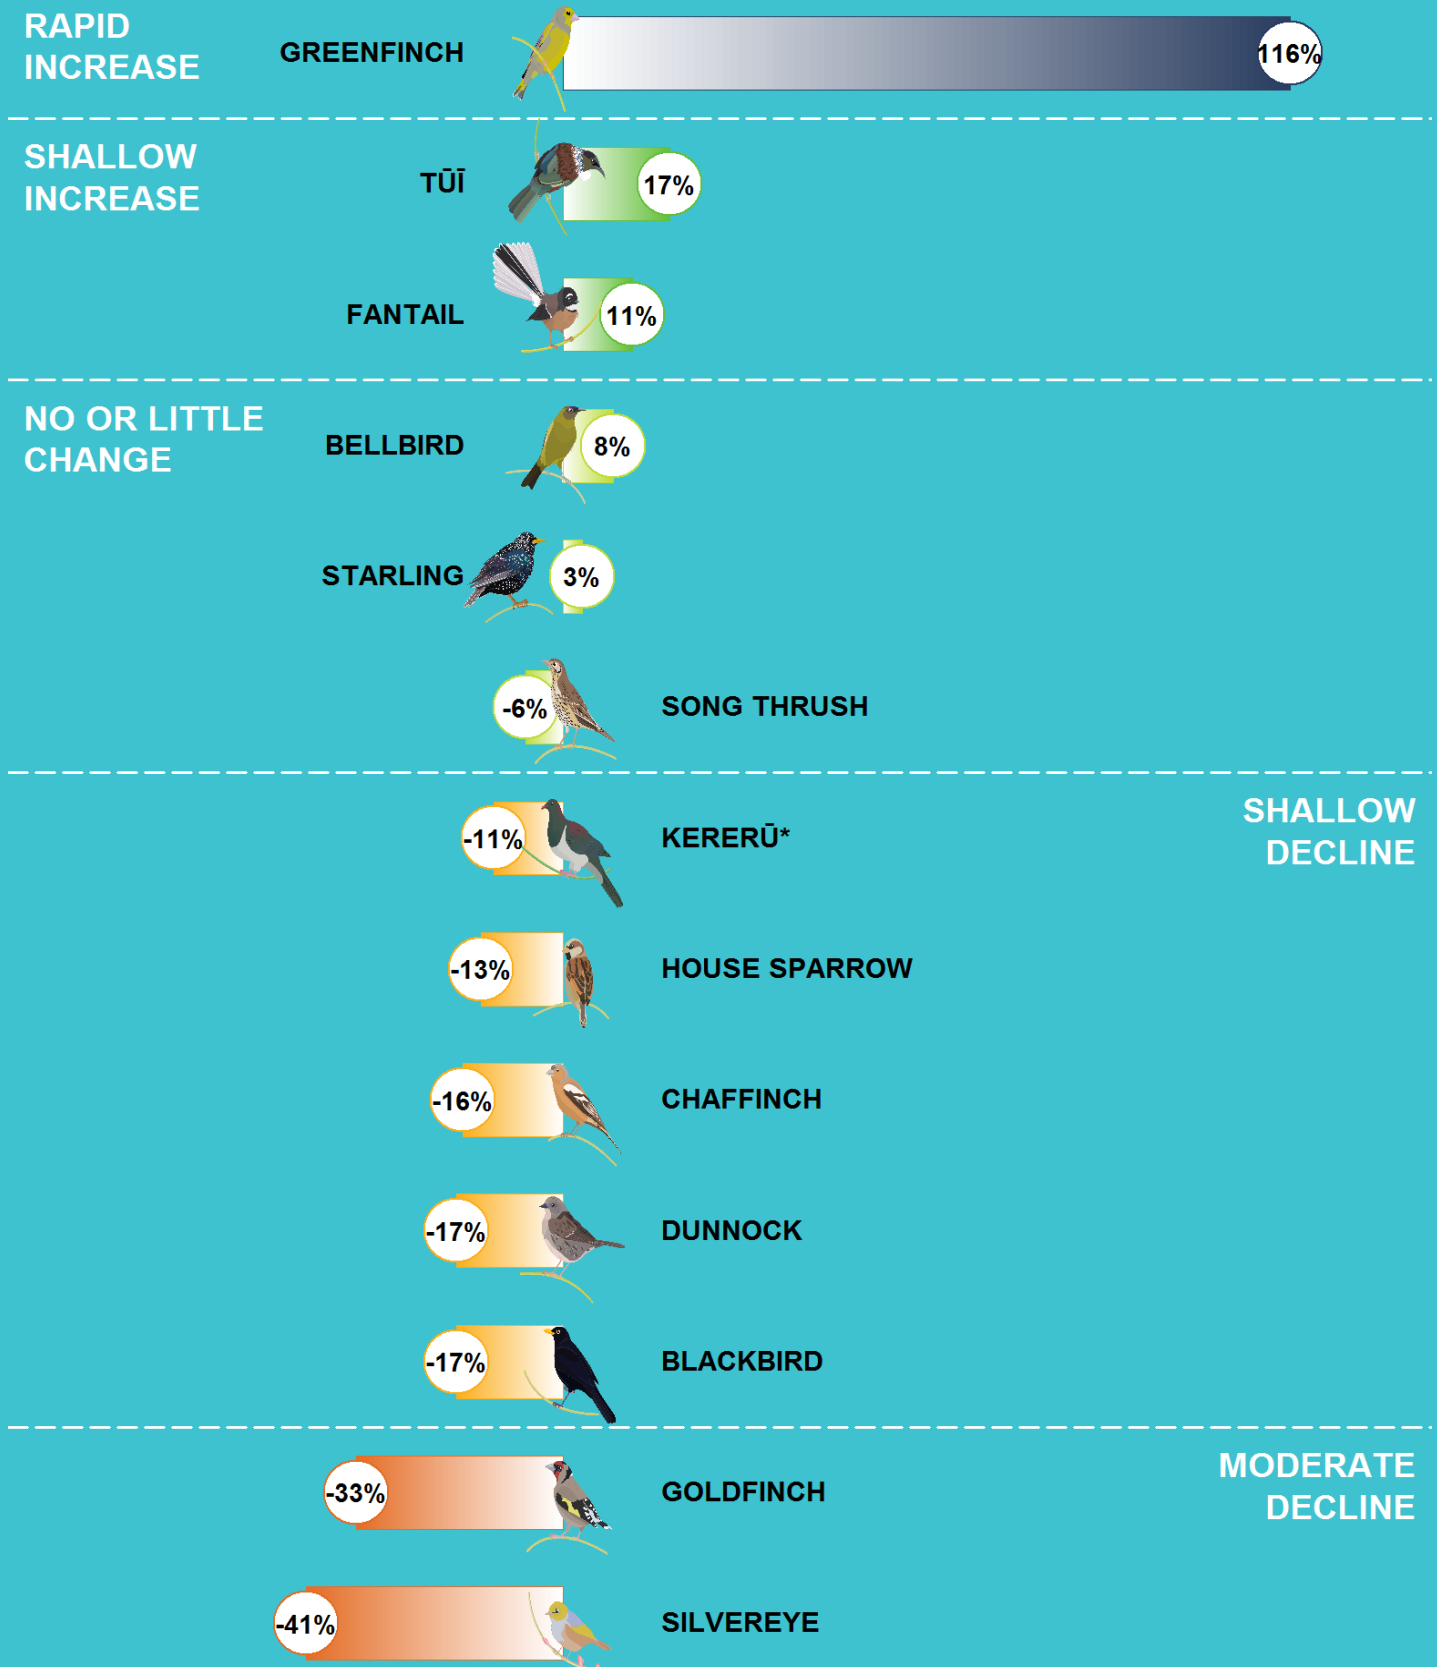 RAPID
INCREASE
GREENFINCH
116%
SHALLOW
INCREASE
TŪĪ
17%
FANTAIL
11%
NO OR LITTLE
CHANGE
BELLBIRD
8%
STARLING
3%
-6%
SONG THRUSH
SHALLOW
DECLINE
-11%
KERERŪ*
-13%
HOUSE SPARROW
-16%
CHAFFINCH
-17%
DUNNOCK
-17%
BLACKBIRD
MODERATE
DECLINE
-33%
GOLDFINCH
-41%
SILVEREYE